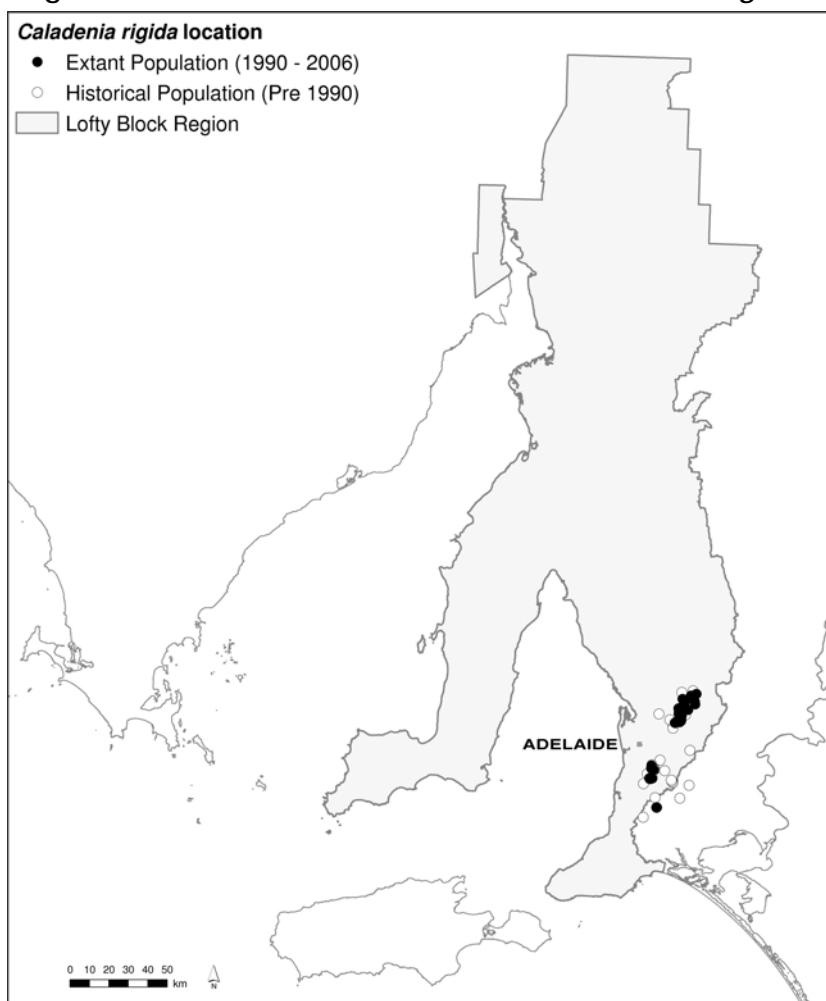 Caladenia rigida location
Extant Population (1990 - 2006)
Historical Population (Pre 1990)
Lofty Block Region
ADELAIDE
0 10 20 30 40 50
km
N